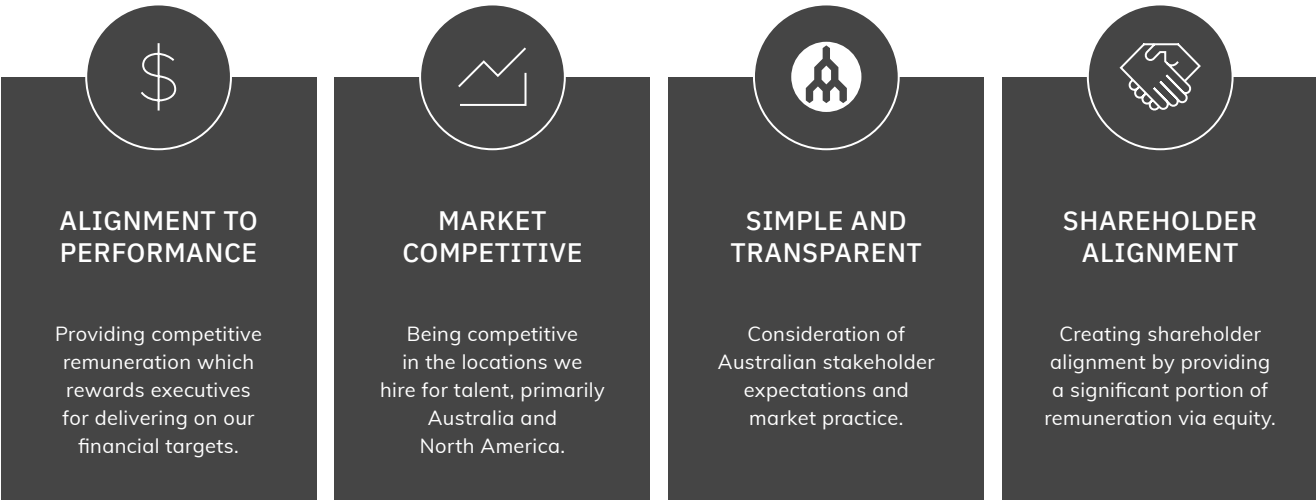 ALIGNMENT TO
PERFORMANCE
Providing competitive
remuneration which
rewards executives
for delivering on our
financial targets.
MARKET
COMPETITIVE
Being competitive
in the locations we
hire for talent, primarily
Australia and
North America.
SIMPLE AND
TRANSPARENT
Consideration of
Australian stakeholder
expectations and
market practice.
SHAREHOLDER
ALIGNMENT
Creating shareholder
alignment by providing
a significant portion of
remuneration via equity.